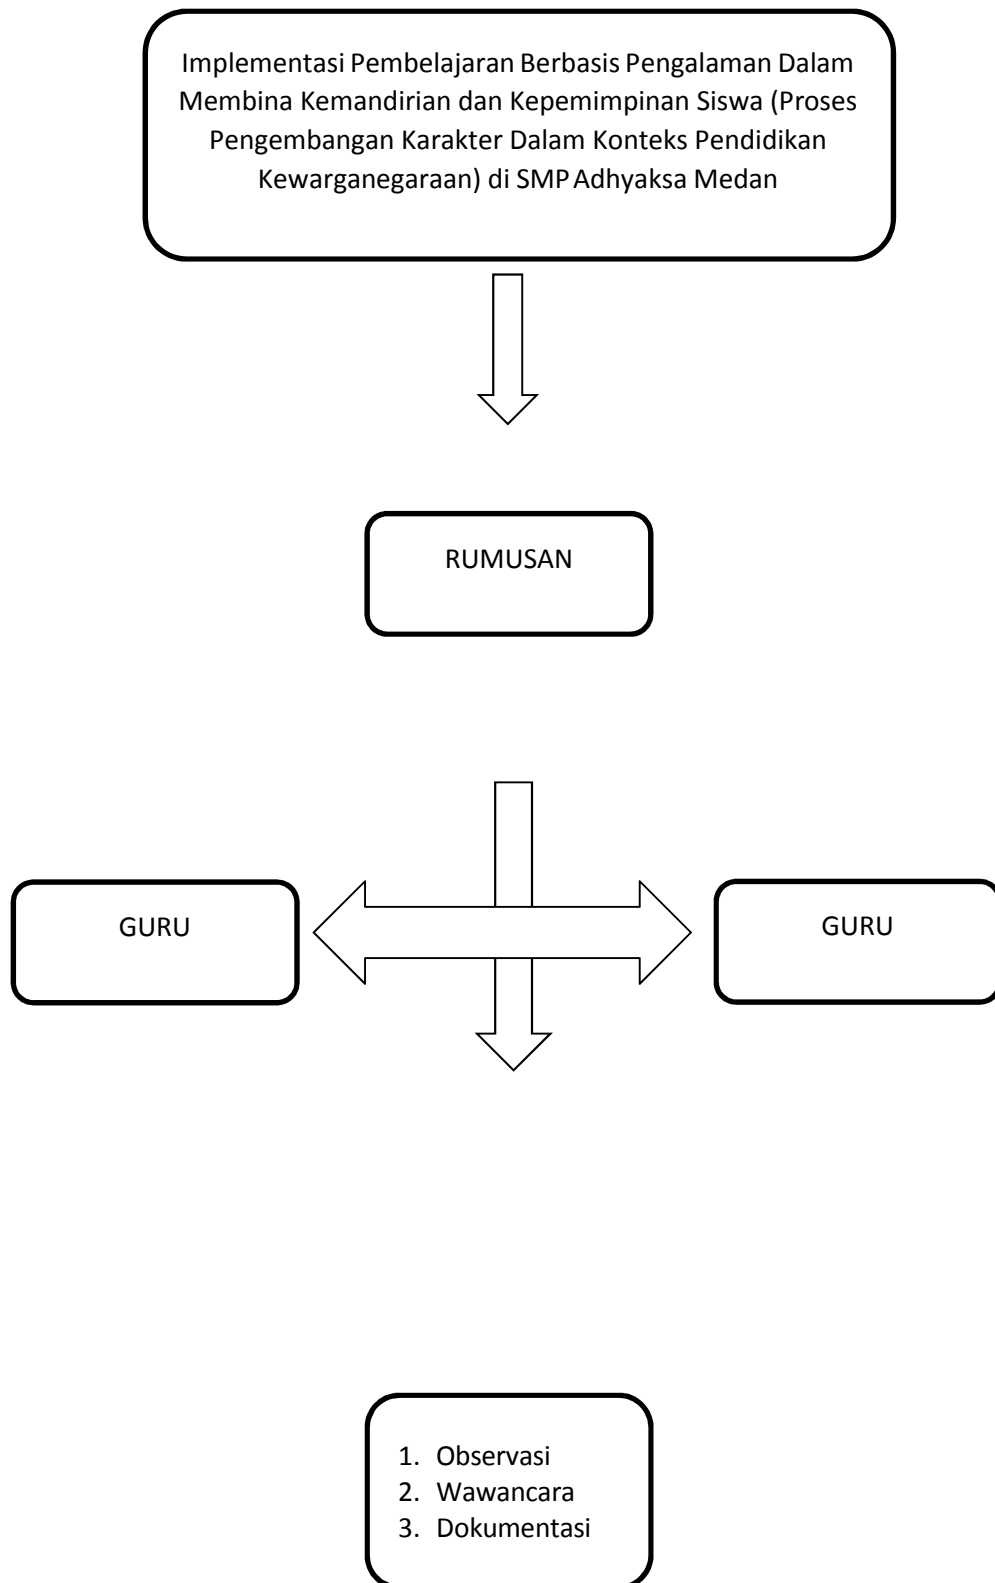 Implementasi Pembelajaran Berbasis Pengalaman Dalam
Membina Kemandirian dan Kepemimpinan Siswa (Proses
Pengembangan Karakter Dalam Konteks Pendidikan
Kewarganegaraan) di SMP Adhyaksa Medan
RUMUSAN
GURU
GURU
1. Observasi
2. Wawancara
3. Dokumentasi